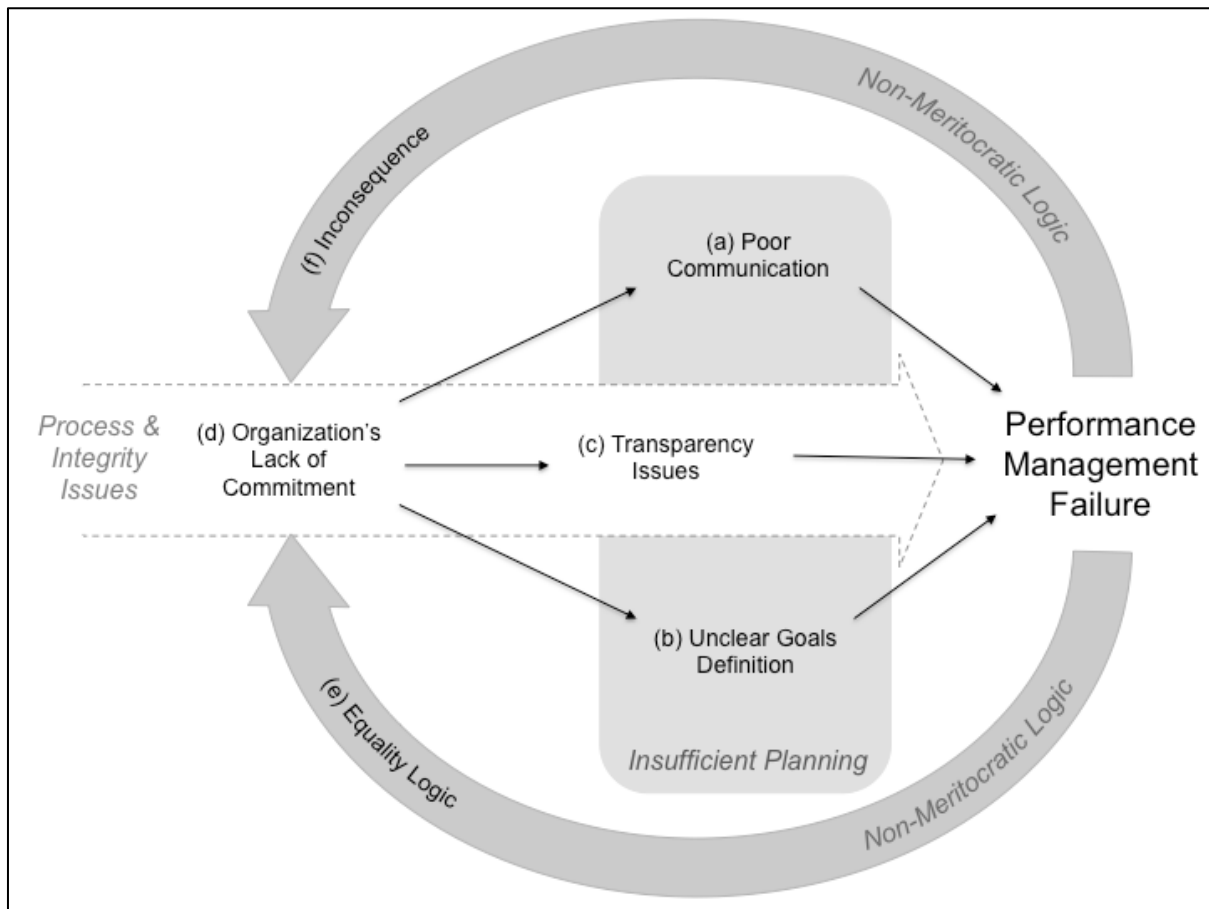 Non-Meritocratic Logic
(f) Inconsequence
(a) Poor
Communication
Process &
Integrity
Issues
(d) Organization's
Lack of
Commitment
(c) Transparency
Issues
Performance
Management
Failure
(b) Unclear Goals
Definition
(e) Equality Logic
Insufficient Planning
Non-Meritocratic Logic